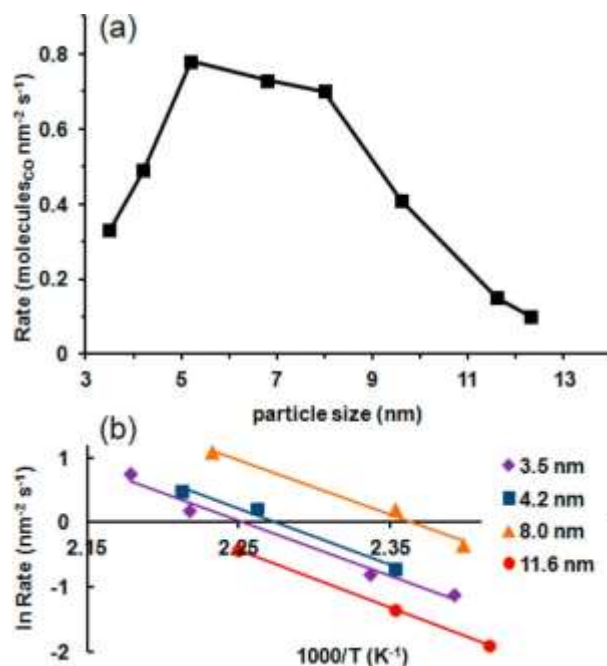 (a)
0.8
0.6
0.4
0.2
0
Rate (molecules_CO nm⁻² s⁻¹)
3 5 7 9 11 13
particle size (nm)
(b)
1
0
-1
-2
ln Rate (nm⁻² s⁻¹)
2.15 2.25 2.35
1000/T (K⁻¹)
3.5 nm
4.2 nm
8.0 nm
11.6 nm